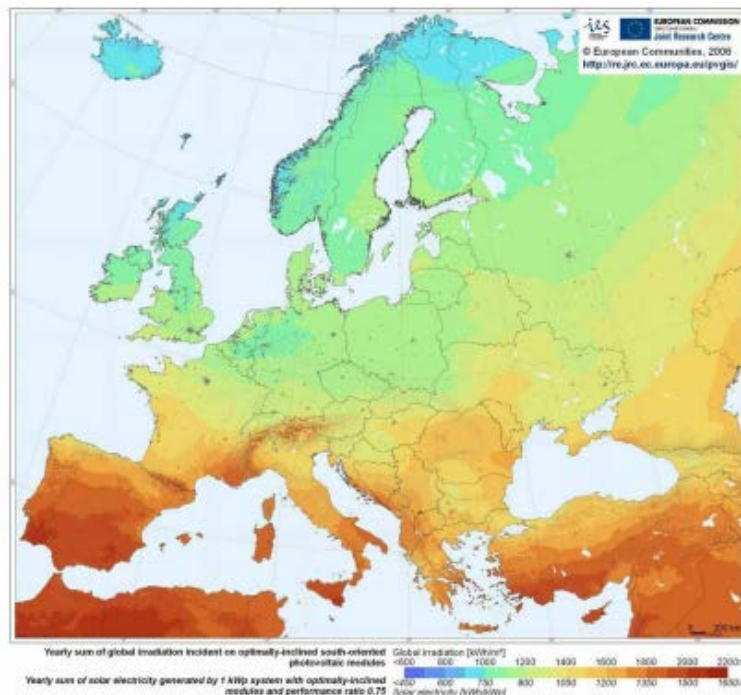 EUROPEAN COMMISSION
Joint Research Centre
© European Communities, 2006
http://re.jrc.ec.europa.eu/pvgis/
0 200 km
Yearly sum of global irradiation incident on optimally-inclined south-oriented
photovoltaic modules
Global irradiation [kWh/m²]
<600 800 1000 1200 1400 1600 1800 2000 2200>
<450 600 750 900 1050 1200 1350 1500 1650>
Yearly sum of solar electricity generated by 1 kWp system with optimally-inclined
modules and performance ratio 0.75
Solar electricity [kWh/kWp]